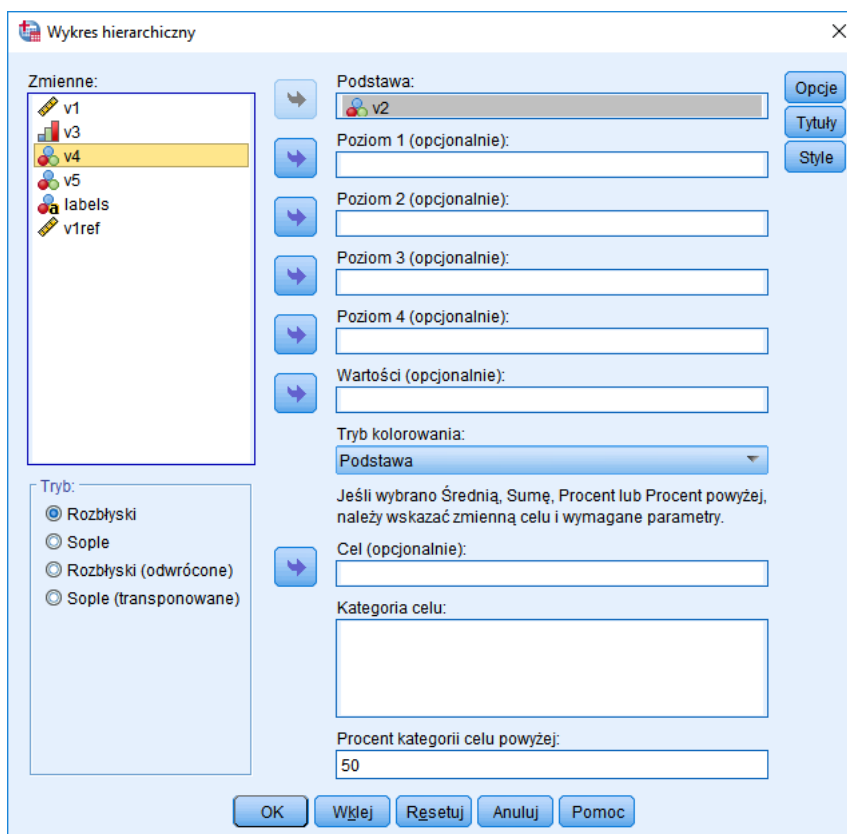 Wykres hierarchiczny
Zmienne:
v1
v3
v4
v5
labels
v1ref
Tryb:
Rozbłyski
Sople
Rozbłyski (odwrócone)
Sople (transponowane)
Podstawa:
v2
Poziom 1 (opcjonalnie):
Poziom 2 (opcjonalnie):
Poziom 3 (opcjonalnie):
Poziom 4 (opcjonalnie):
Wartości (opcjonalnie):
Tryb kolorowania:
Podstawa
Jeśli wybrano Średnią, Sumę, Procent lub Procent powyżej,
należy wskazać zmienną celu i wymagane parametry.
Cel (opcjonalnie):
Kategoria celu:
Procent kategorii celu powyżej:
50
Opcje
Tytuły
Style
OK Wklej Resetuj Anuluj Pomoc